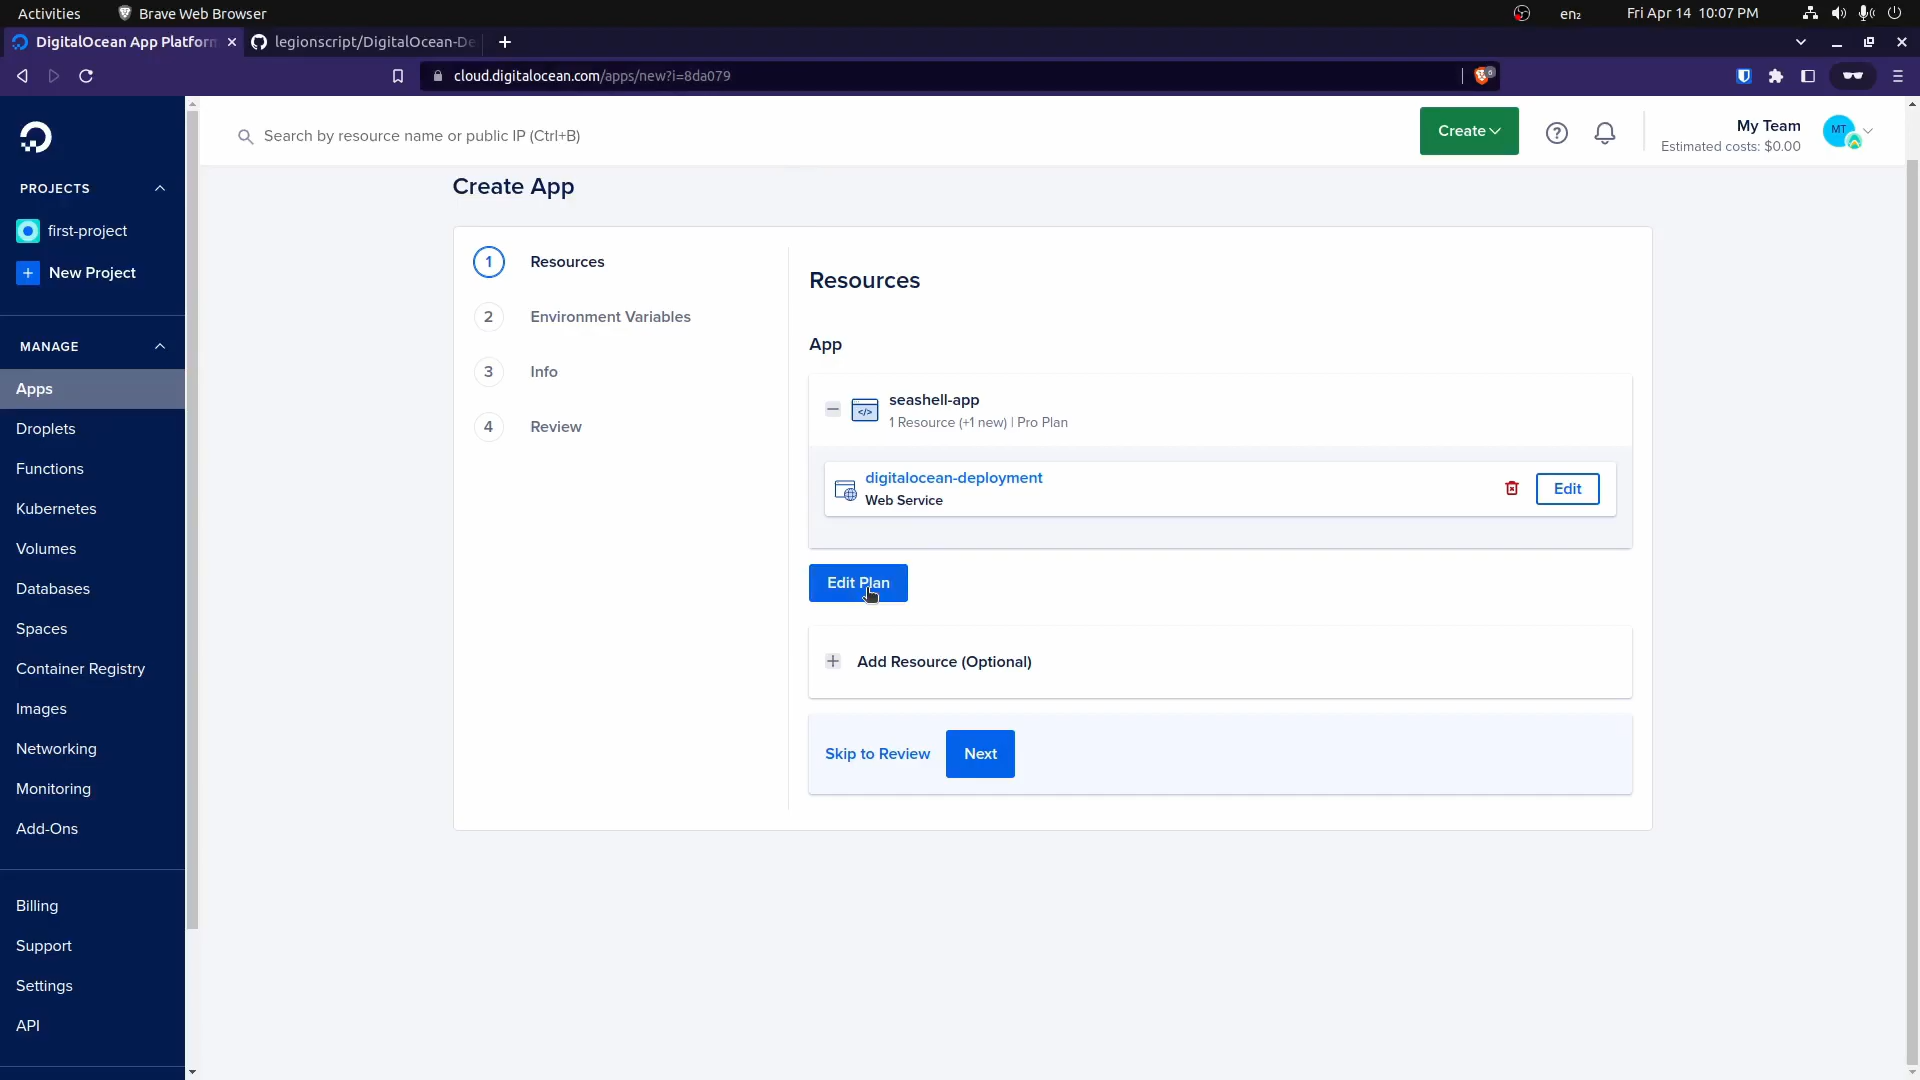 Activities
Brave Web Browser
en₂
Fri Apr 14 10:07 PM
DigitalOcean App Platform
legionscript/DigitalOcean-De
cloud.digitalocean.com/apps/new?i=8da079
6
Search by resource name or public IP (Ctrl+B)
Create
My Team
Estimated costs: $0.00
MT
PROJECTS
first-project
New Project
MANAGE
Apps
Droplets
Functions
Kubernetes
Volumes
Databases
Spaces
Container Registry
Images
Networking
Monitoring
Add-Ons
Billing
Support
Settings
API
Create App
1 Resources
2 Environment Variables
3 Info
4 Review
Resources
App
seashell-app
1 Resource (+1 new) | Pro Plan
digitalocean-deployment
Web Service
Edit
Edit Plan
Add Resource (Optional)
Skip to Review
Next